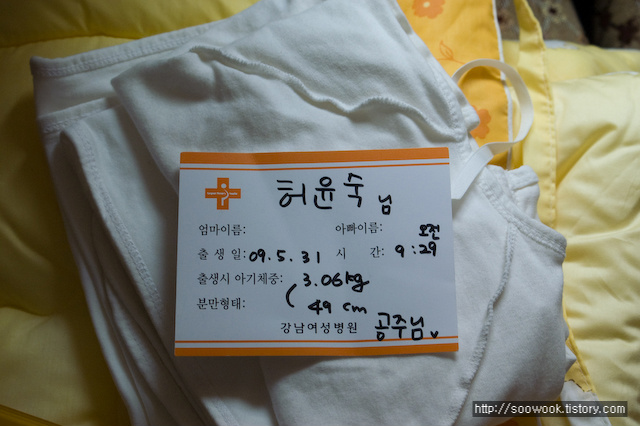 허윤숙 님
엄마이름: 아빠이름: 오전
출 생 일: 09.5.31 시 간: 9:29
출생시 아기체중: 3.06kg
분만형태: ( 49 cm
강남여성병원 공주님
http://soowook.tistory.com